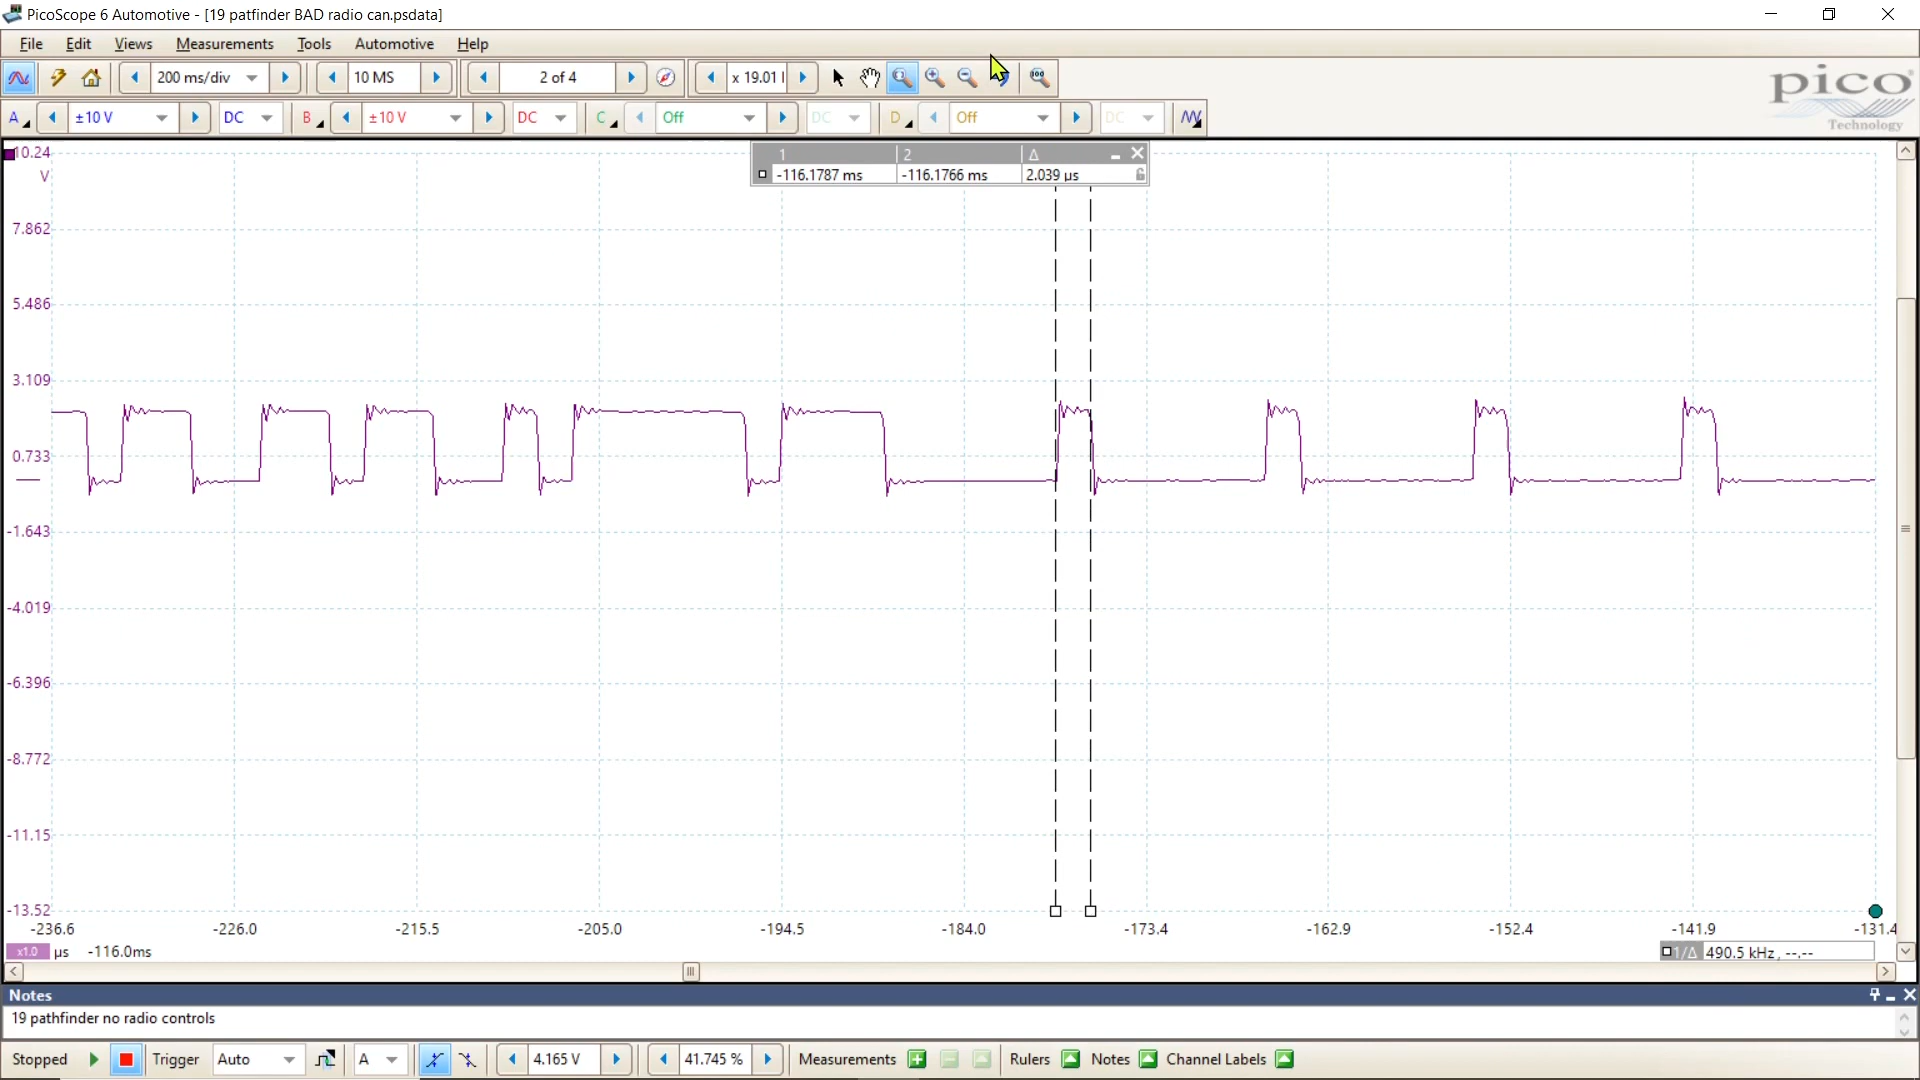 PicoScope 6 Automotive - [19 patfinder BAD radio can.psdata]
File Edit Views Measurements Tools Automotive Help
200 ms/div 10 MS 2 of 4 x 19.01
A ±10 V DC B ±10 V DC C Off DC D Off DC
pico
Technology
1 2 Δ
-116.1787 ms -116.1766 ms 2.039 µs
10.24
V
7.862
5.486
3.109
0.733
-1.643
-4.019
-6.396
-8.772
-11.15
-13.52
-236.6 -226.0 -215.5 -205.0 -194.5 -184.0 -173.4 -162.9 -152.4 -141.9 -131.4
x1.0 µs -116.0ms
1/Δ 490.5 kHz , --.--
Notes
19 pathfinder no radio controls
Stopped Trigger Auto A 4.165 V 41.745 % Measurements Rulers Notes Channel Labels